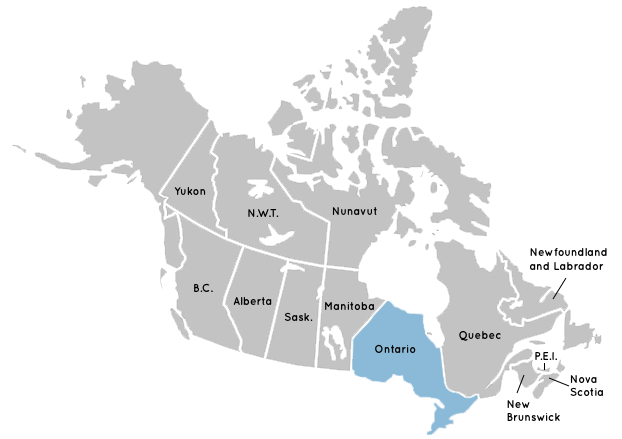 Yukon
N.W.T.
Nunavut
Newfoundland
and Labrador
B.C.
Alberta
Sask.
Manitoba
Ontario
Quebec
P.E.I.
Nova
Scotia
New
Brunswick